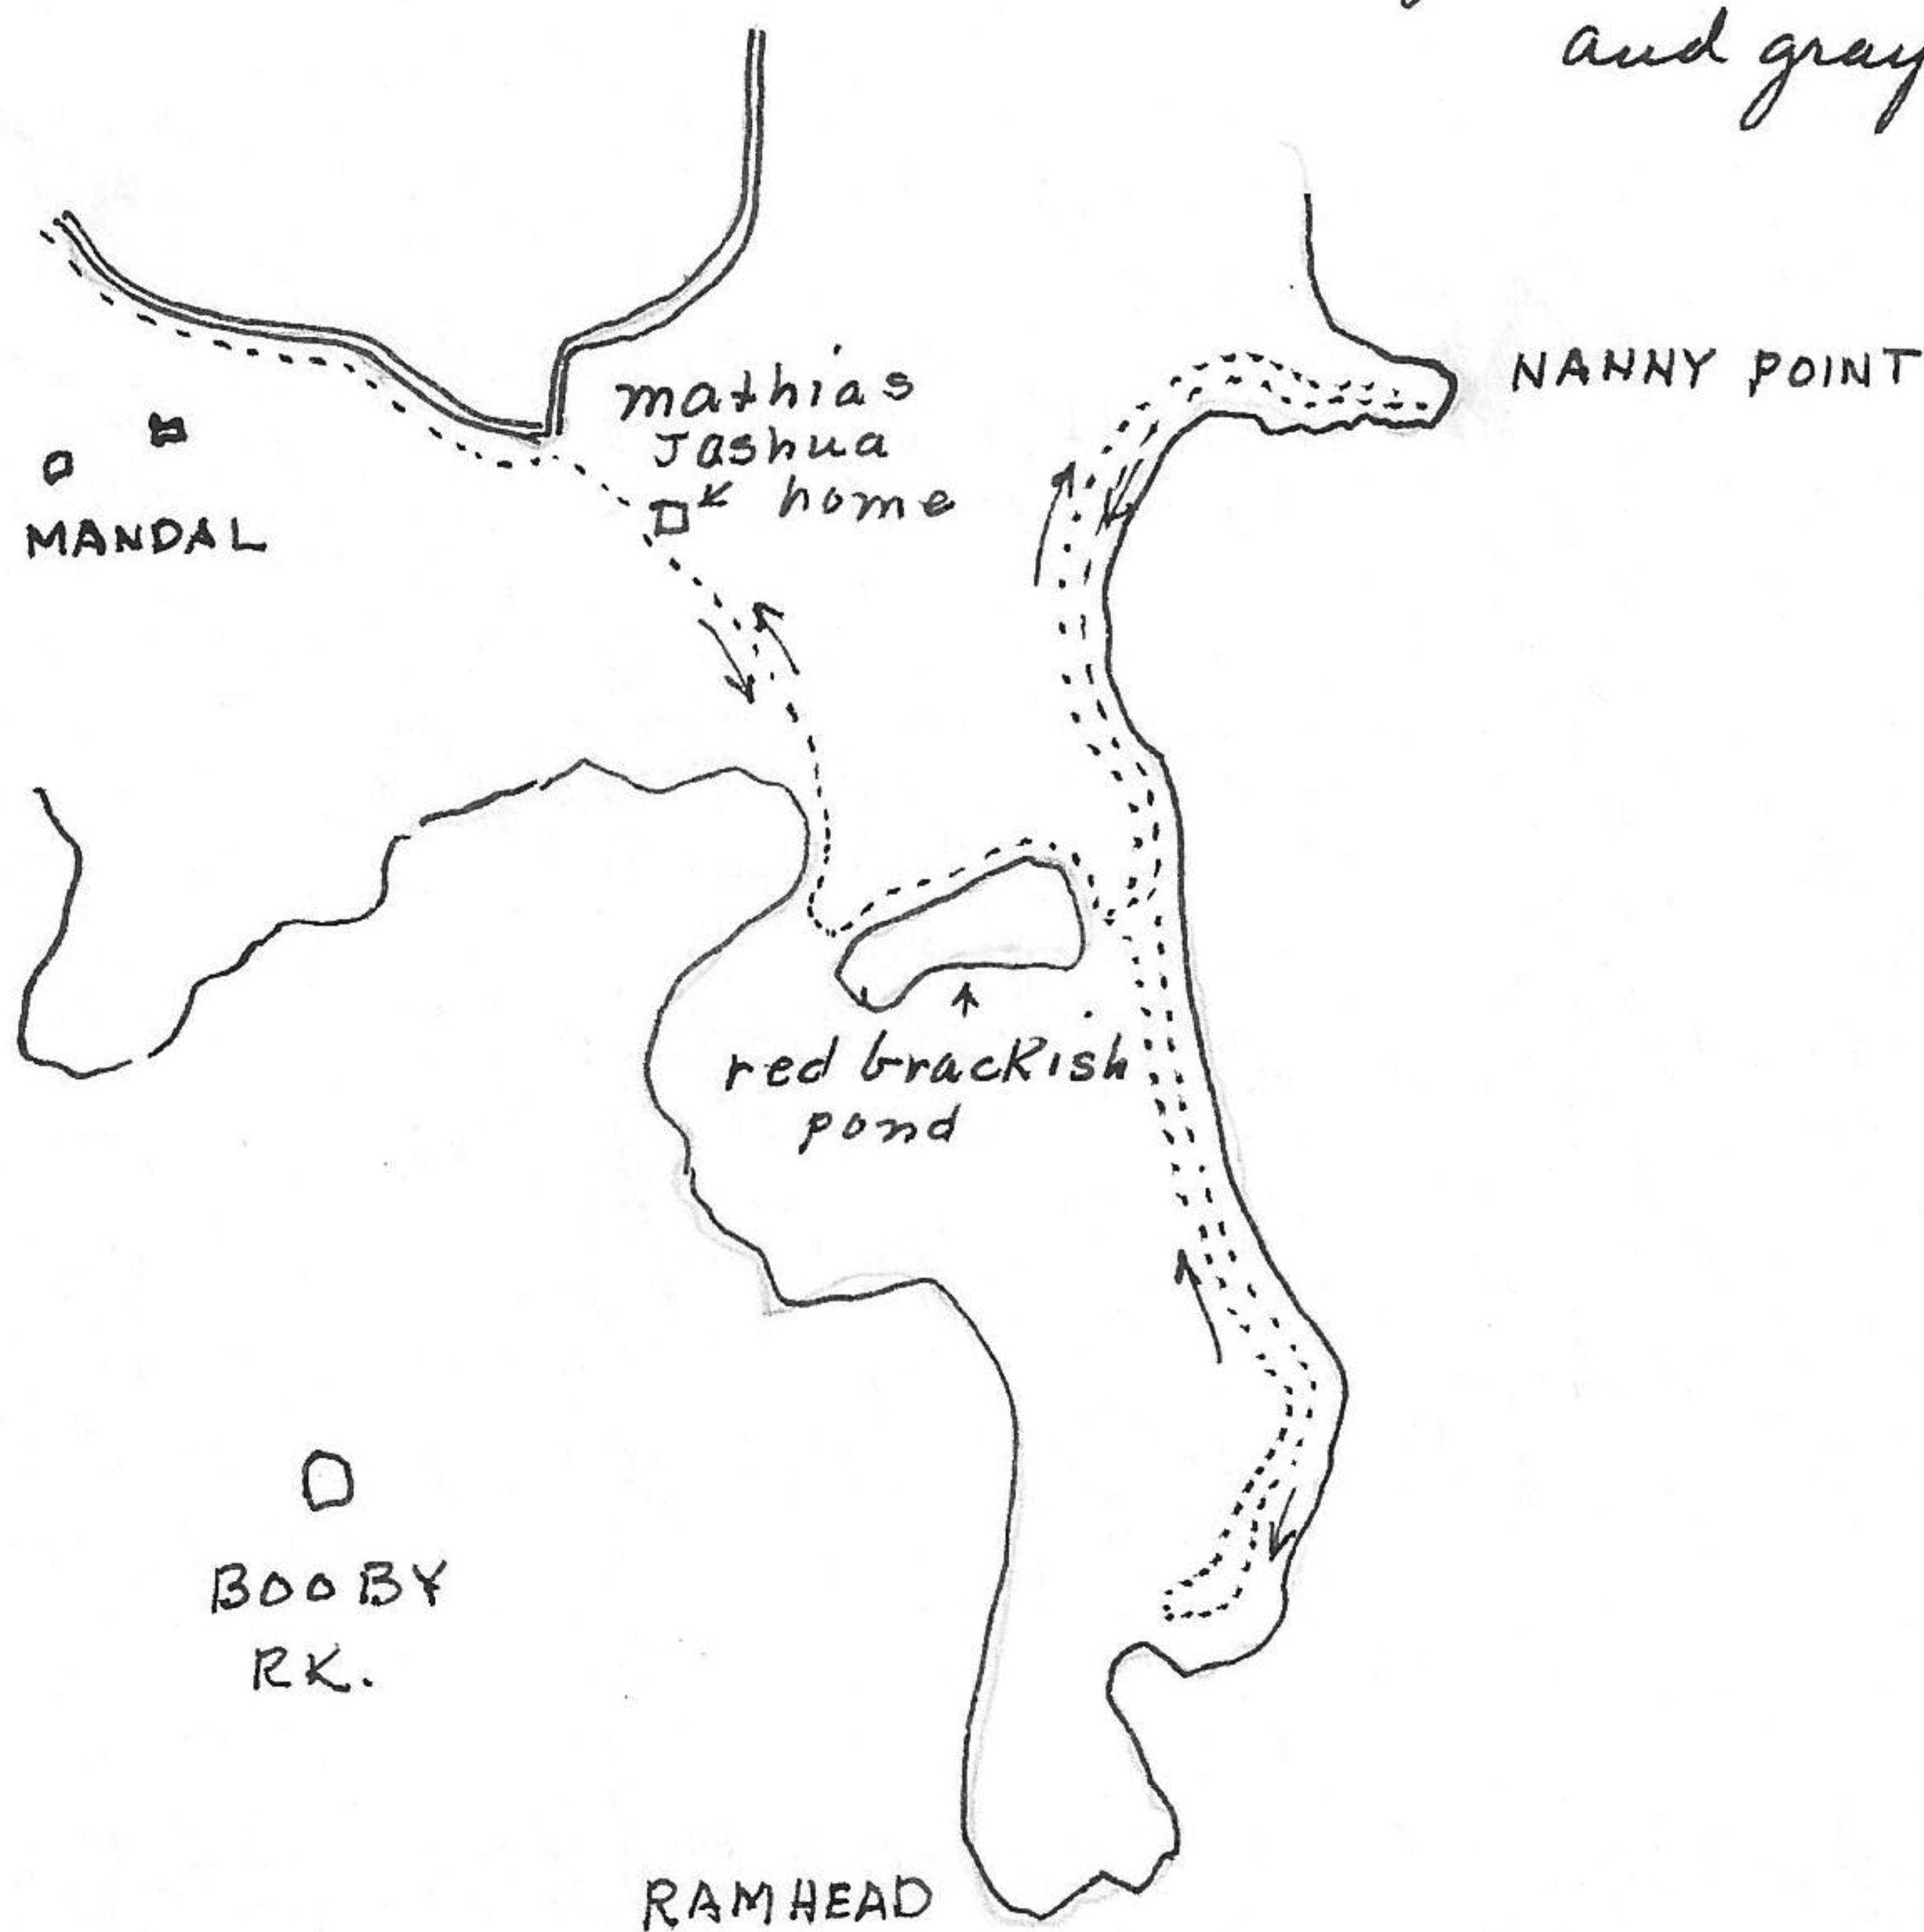 and gray
NANNY POINT
mathias
Jashua
home
MANDAL
red brackish
pond
BOOBY
RK.
RAMHEAD